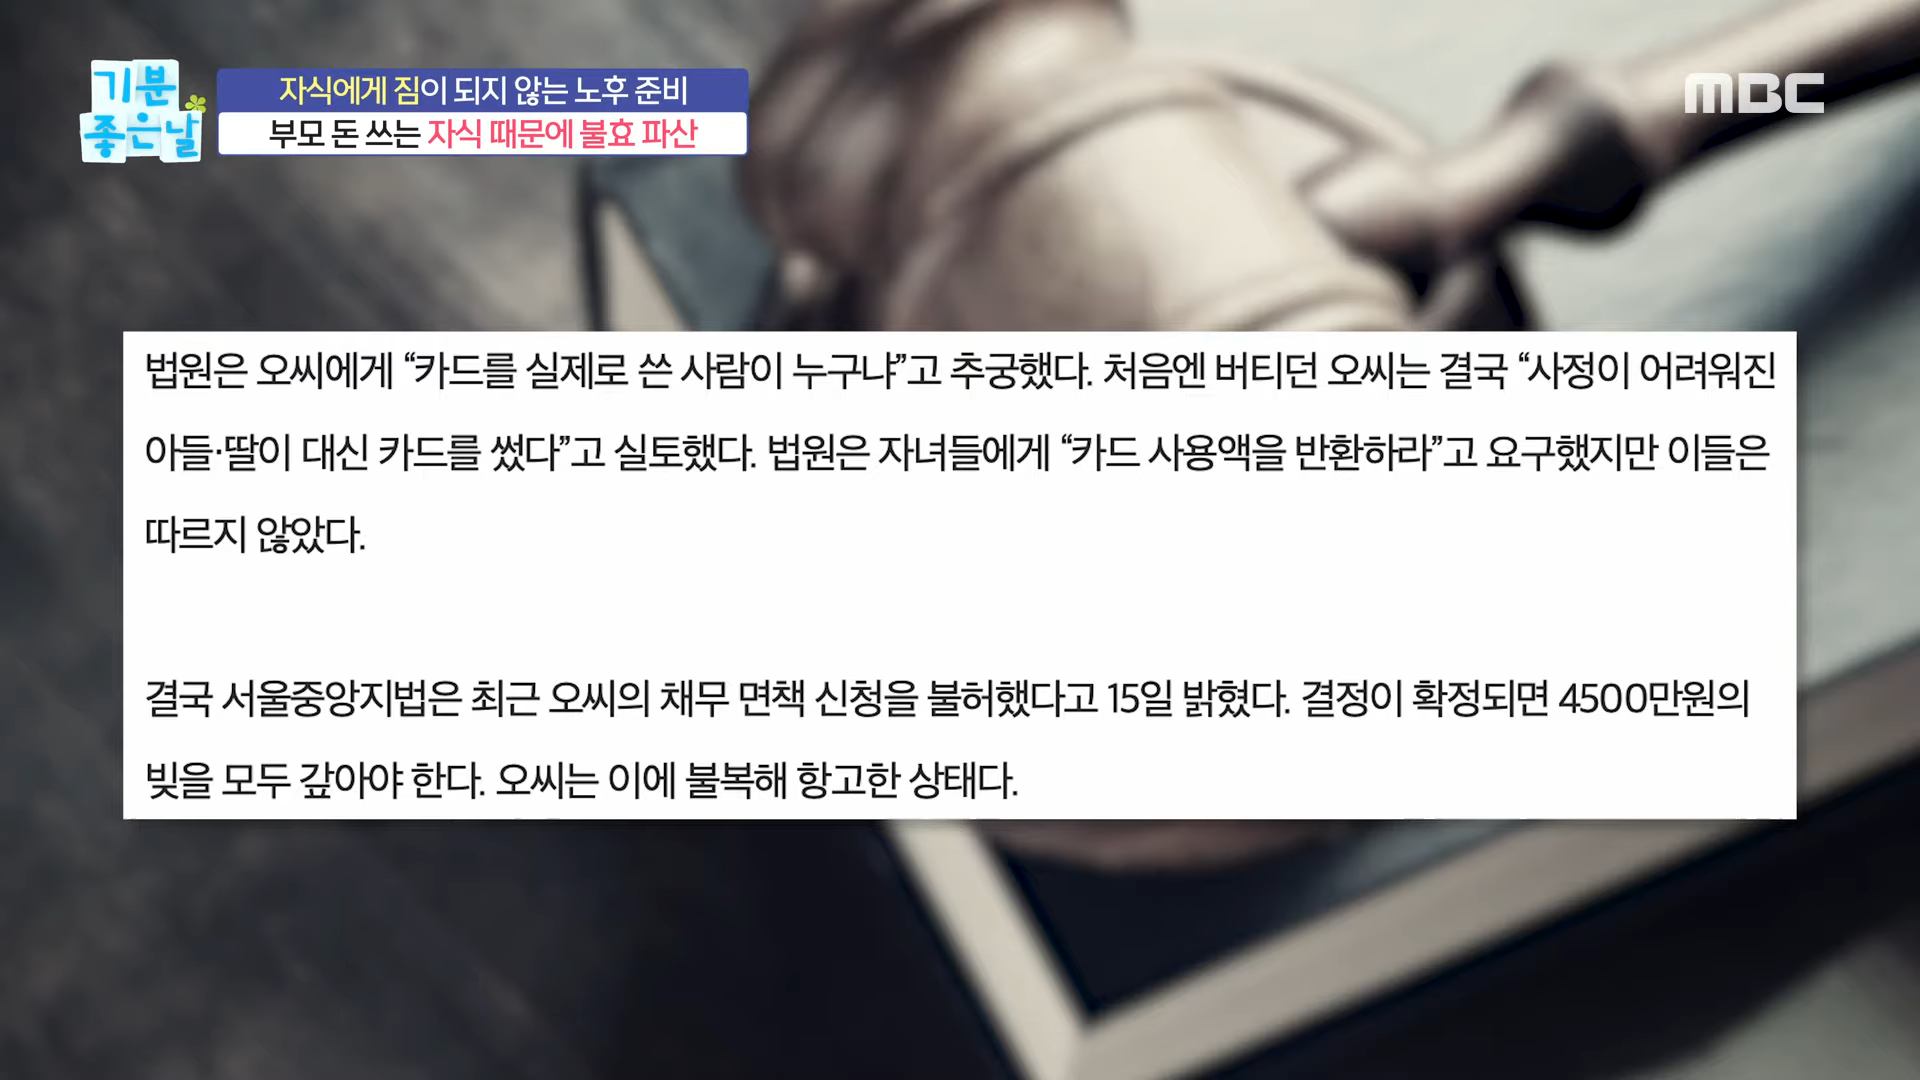 기분
좋은날
자식에게 짐이 되지 않는 노후 준비
부모 돈 쓰는 자식 때문에 불효 파산
MBC
법원은 오씨에게 “카드를 실제로 쓴 사람이 누구냐”고 추궁했다. 처음엔 버티던 오씨는 결국 “사정이 어려워진
아들·딸이 대신 카드를 썼다”고 실토했다. 법원은 자녀들에게 “카드 사용액을 반환하라”고 요구했지만 이들은
따르지 않았다.
결국 서울중앙지법은 최근 오씨의 채무 면책 신청을 불허했다고 15일 밝혔다. 결정이 확정되면 4500만원의
빚을 모두 갚아야 한다. 오씨는 이에 불복해 항고한 상태다.